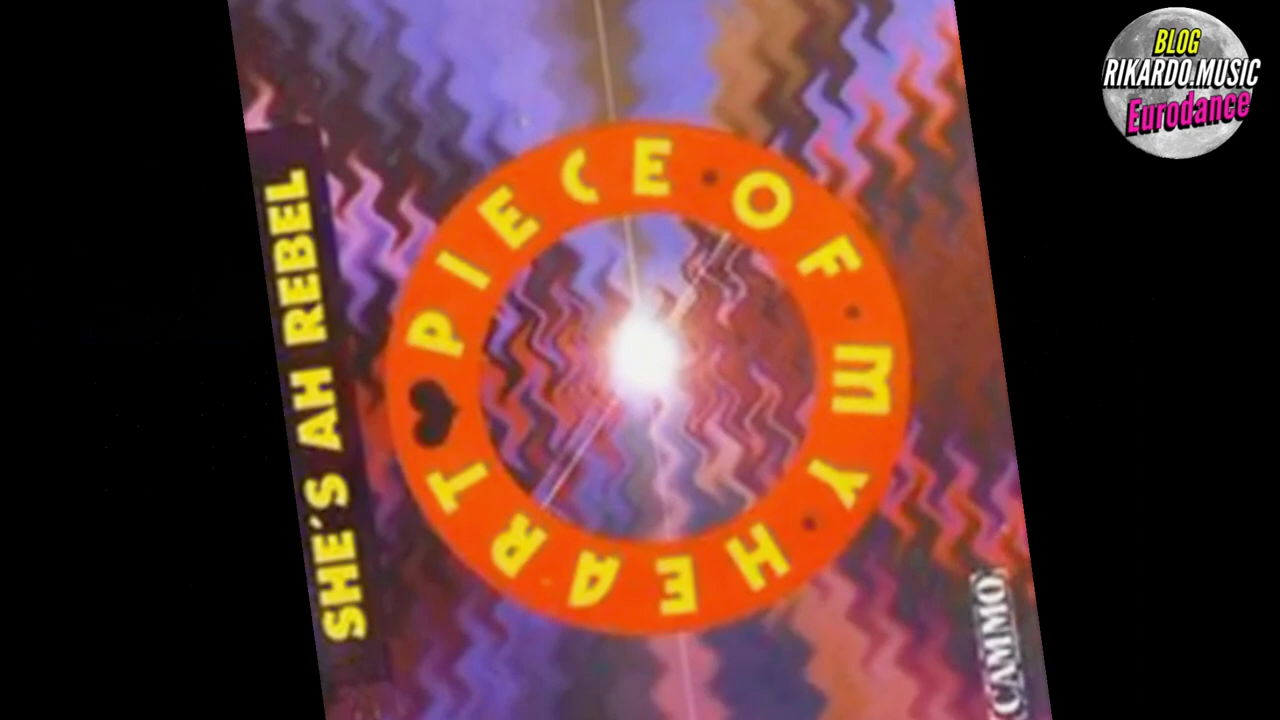 BLOG
RIKARDO.MUSIC
Eurodance
SHE'S AH REBEL
PIECE • OF • MY • HEART ♥
CAMMO